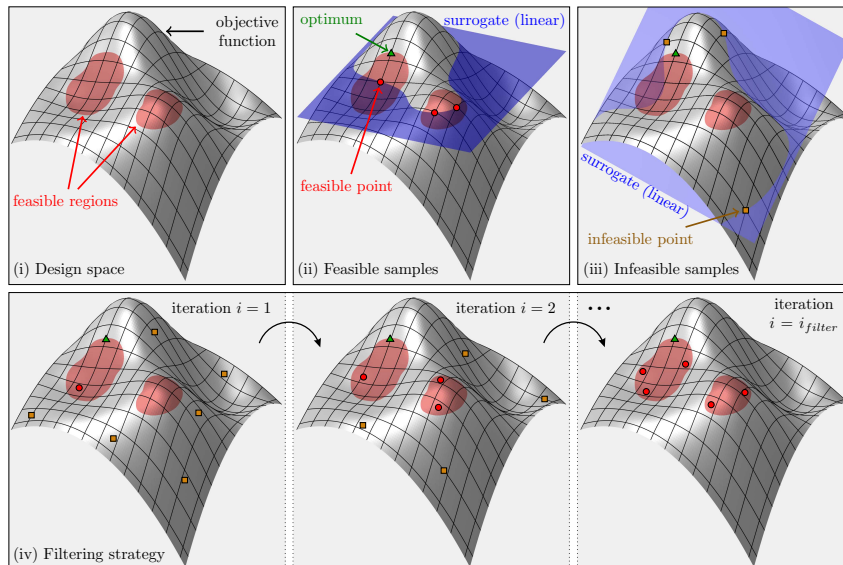 objective
function
feasible regions
(i) Design space
optimum
surrogate (linear)
feasible point
(ii) Feasible samples
surrogate (linear)
infeasible point
(iii) Infeasible samples
iteration i = 1
iteration i = 2
...
iteration
i = i_filter
(iv) Filtering strategy